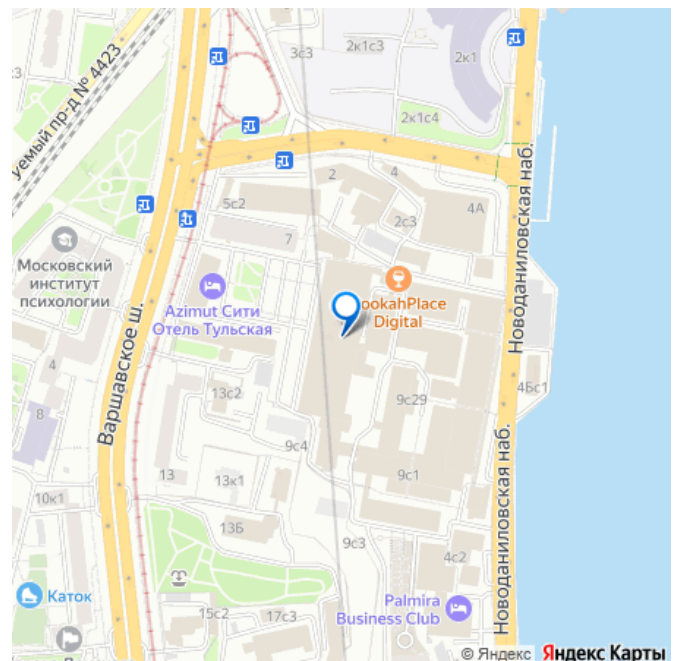 уемый пр-д № 4423
3с3
2к1с3
2к1
2к1с4
5с2
2
4
2с3
4А
7
Московский
институт
психологии
Azimut Сити
Отель Тульская
ookahPlace
Digital
Новоданиловская наб.
Варшавское ш.
4
8
13с2
9с29
4Бс1
9с4
9с1
13
13к1
10к1
13Б
9с3
4с2
Новоданиловская наб.
Каток
Palmira
Business Club
15с2
17с3
© Яндекс Яндекс Карты